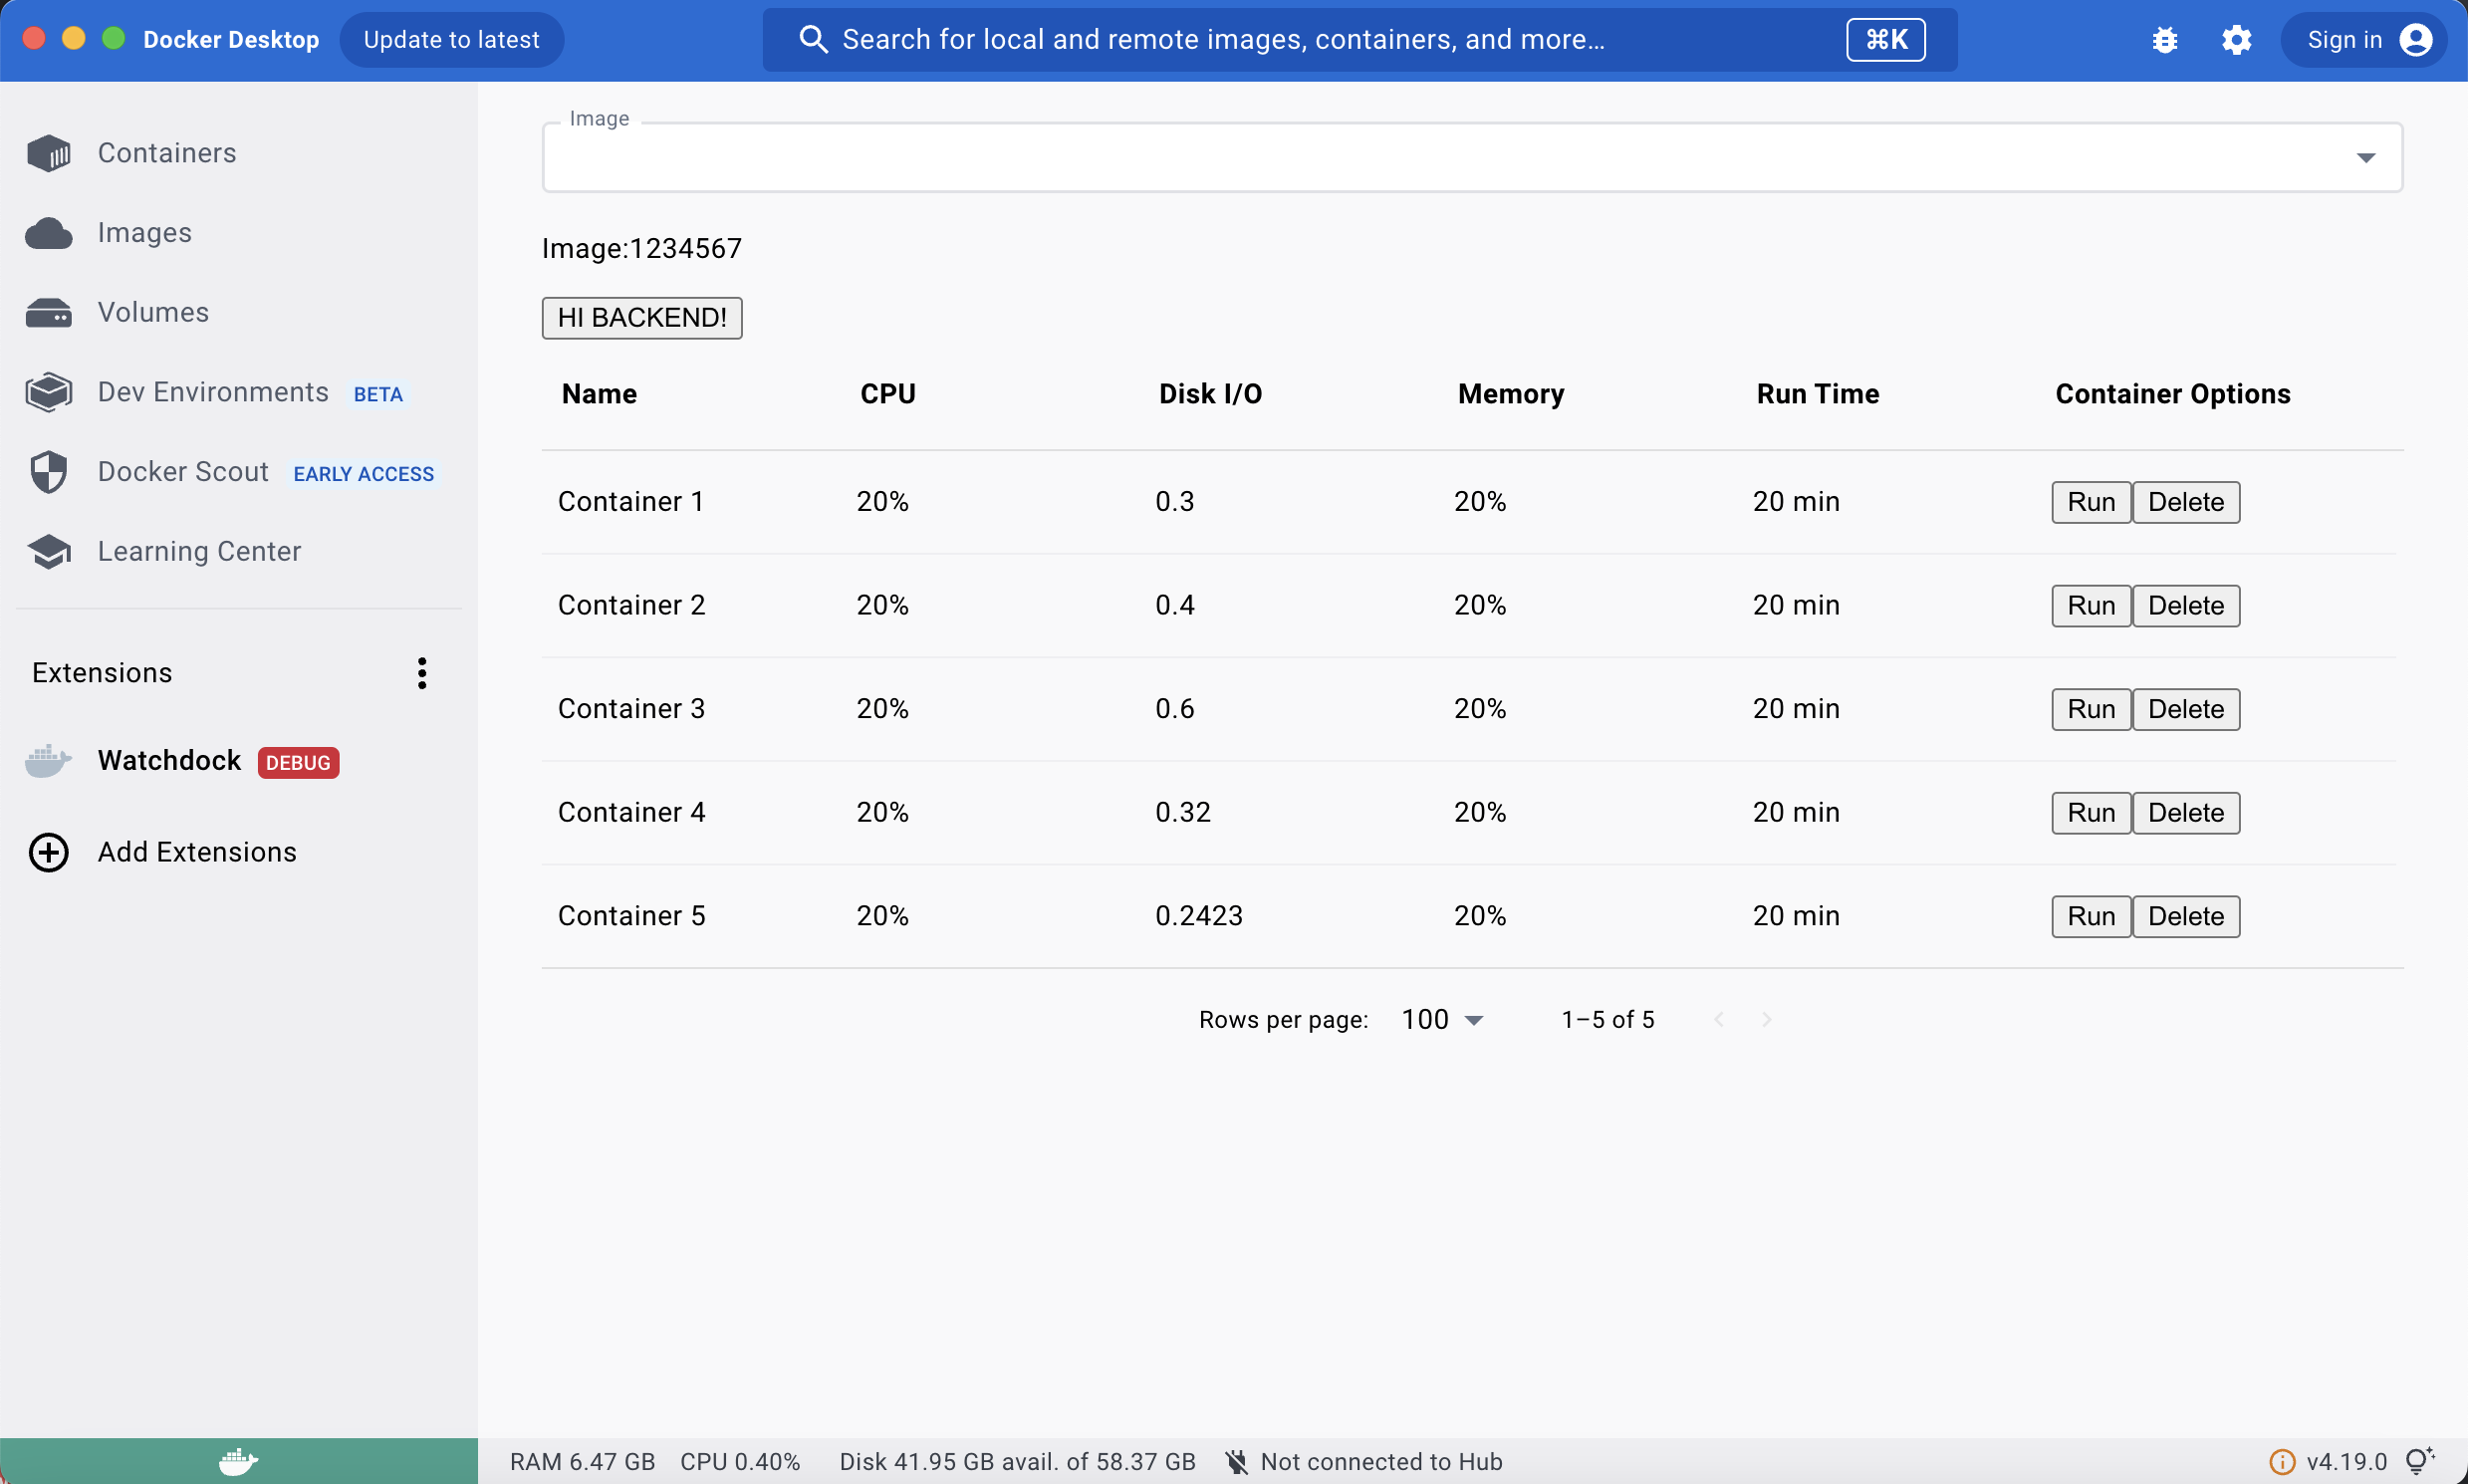 Docker Desktop Update to latest Search for local and remote images, containers, and more... ⌘K Sign in
Containers
Images
Volumes
Dev Environments BETA
Docker Scout EARLY ACCESS
Learning Center
Extensions
Watchdock DEBUG
Add Extensions
Image
Image:1234567
HI BACKEND!
Name CPU Disk I/O Memory Run Time Container Options
Container 1 20% 0.3 20% 20 min Run Delete
Container 2 20% 0.4 20% 20 min Run Delete
Container 3 20% 0.6 20% 20 min Run Delete
Container 4 20% 0.32 20% 20 min Run Delete
Container 5 20% 0.2423 20% 20 min Run Delete
Rows per page: 100 1–5 of 5
RAM 6.47 GB CPU 0.40% Disk 41.95 GB avail. of 58.37 GB Not connected to Hub v4.19.0